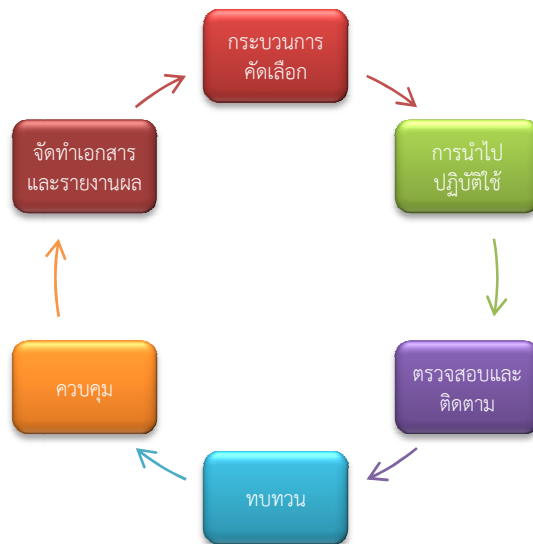 กระบวนการ
คัดเลือก
การนำไป
ปฏิบัติใช้
ตรวจสอบและ
ติดตาม
ทบทวน
ควบคุม
จัดทำเอกสาร
และรายงานผล